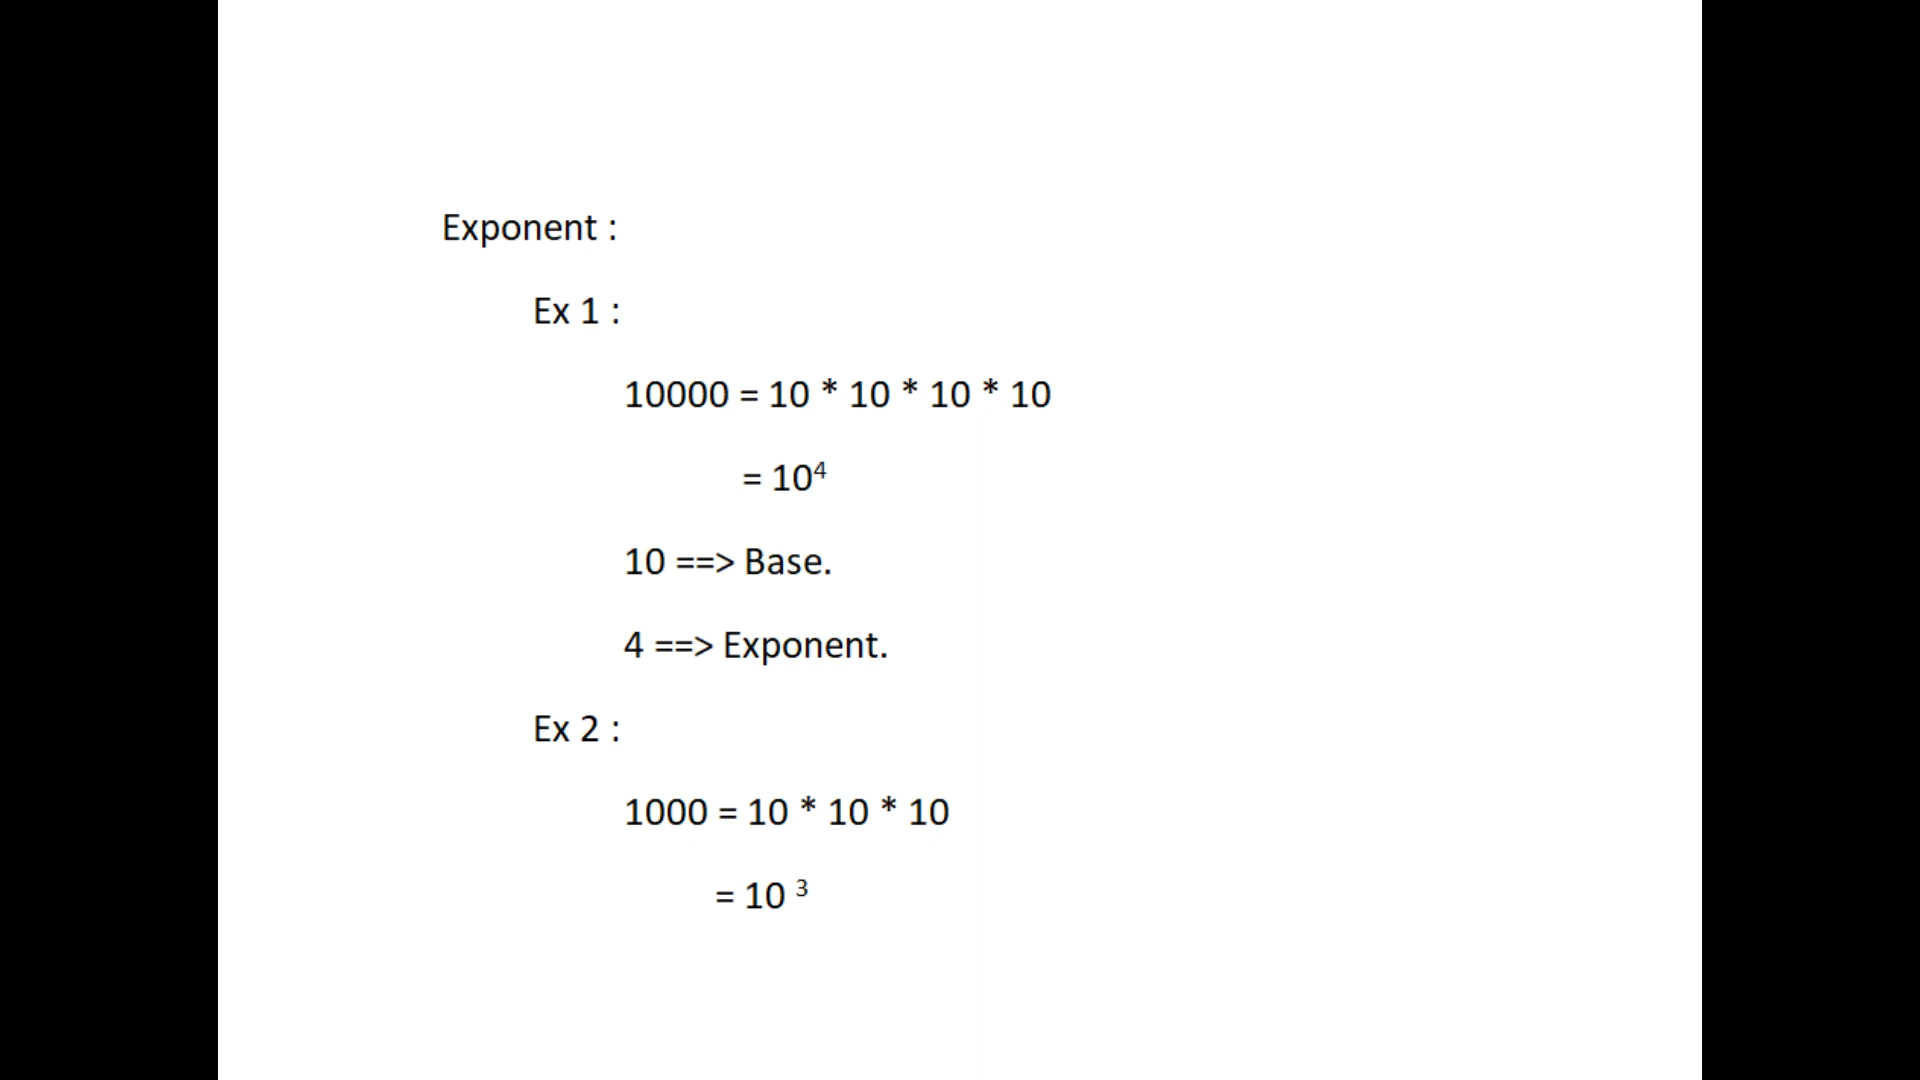 Exponent :
Ex 1 :
10000 = 10 * 10 * 10 * 10
= 10⁴
10 ==> Base.
4 ==> Exponent.
Ex 2 :
1000 = 10 * 10 * 10
= 10 ³